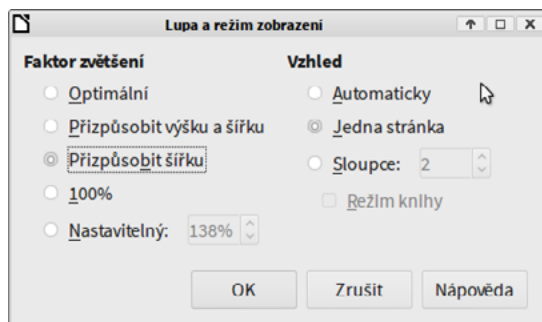 Lupa a režim zobrazení
Faktor zvětšení
Optimální
Přizpůsobit výšku a šířku
Přizpůsobit šířku
100%
Nastavitelný: 138%
Vzhled
Automaticky
Jedna stránka
Sloupce: 2
Režim knihy
OK Zrušit Nápověda